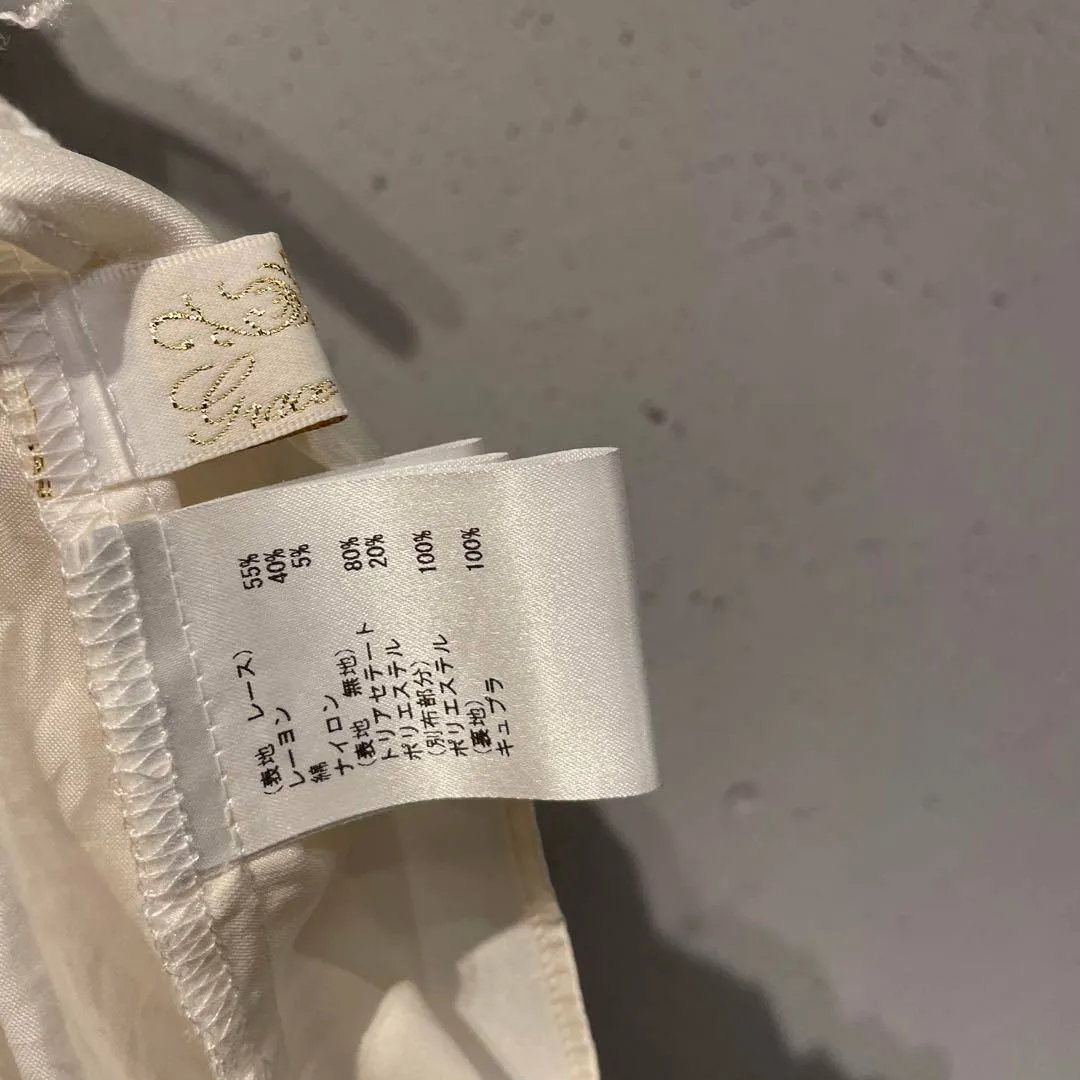 Grace
(表地 レース)
レーヨン 55%
綿 40%
ナイロン 5%
(表地 無地)
トリアセテート 80%
ポリエステル 20%
(別布部分)
ポリエステル 100%
(裏地)
キュプラ 100%